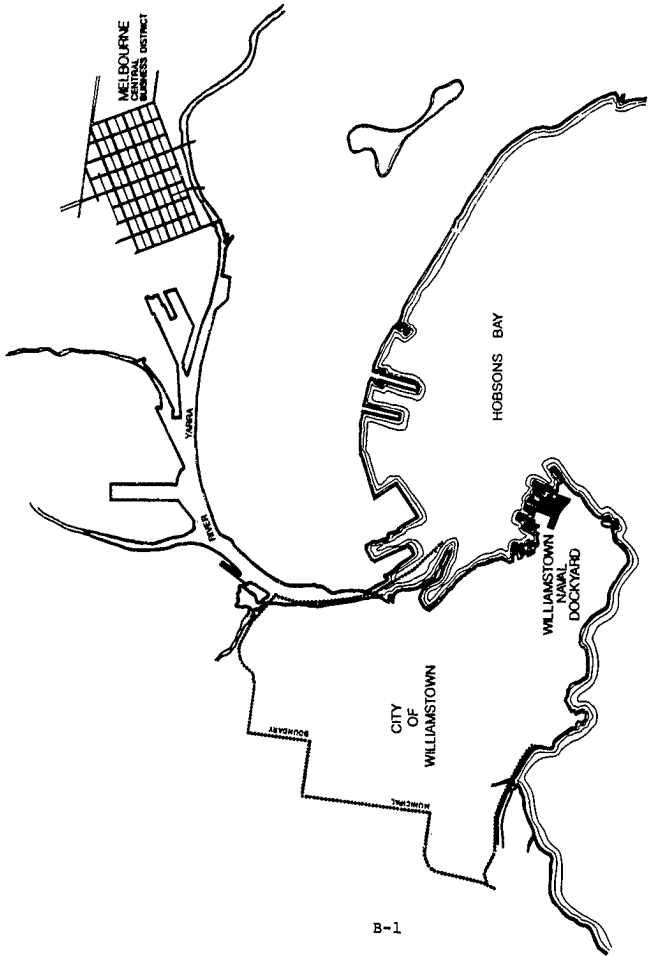 MELBOURNE
CENTRAL
BUSINESS DISTRICT
YARRA
RIVER
HOBSONS BAY
WILLIAMSTOWN
NAVAL
DOCKYARD
CITY
OF
WILLIAMSTOWN
BOUNDARY
MUNICIPAL
B-1